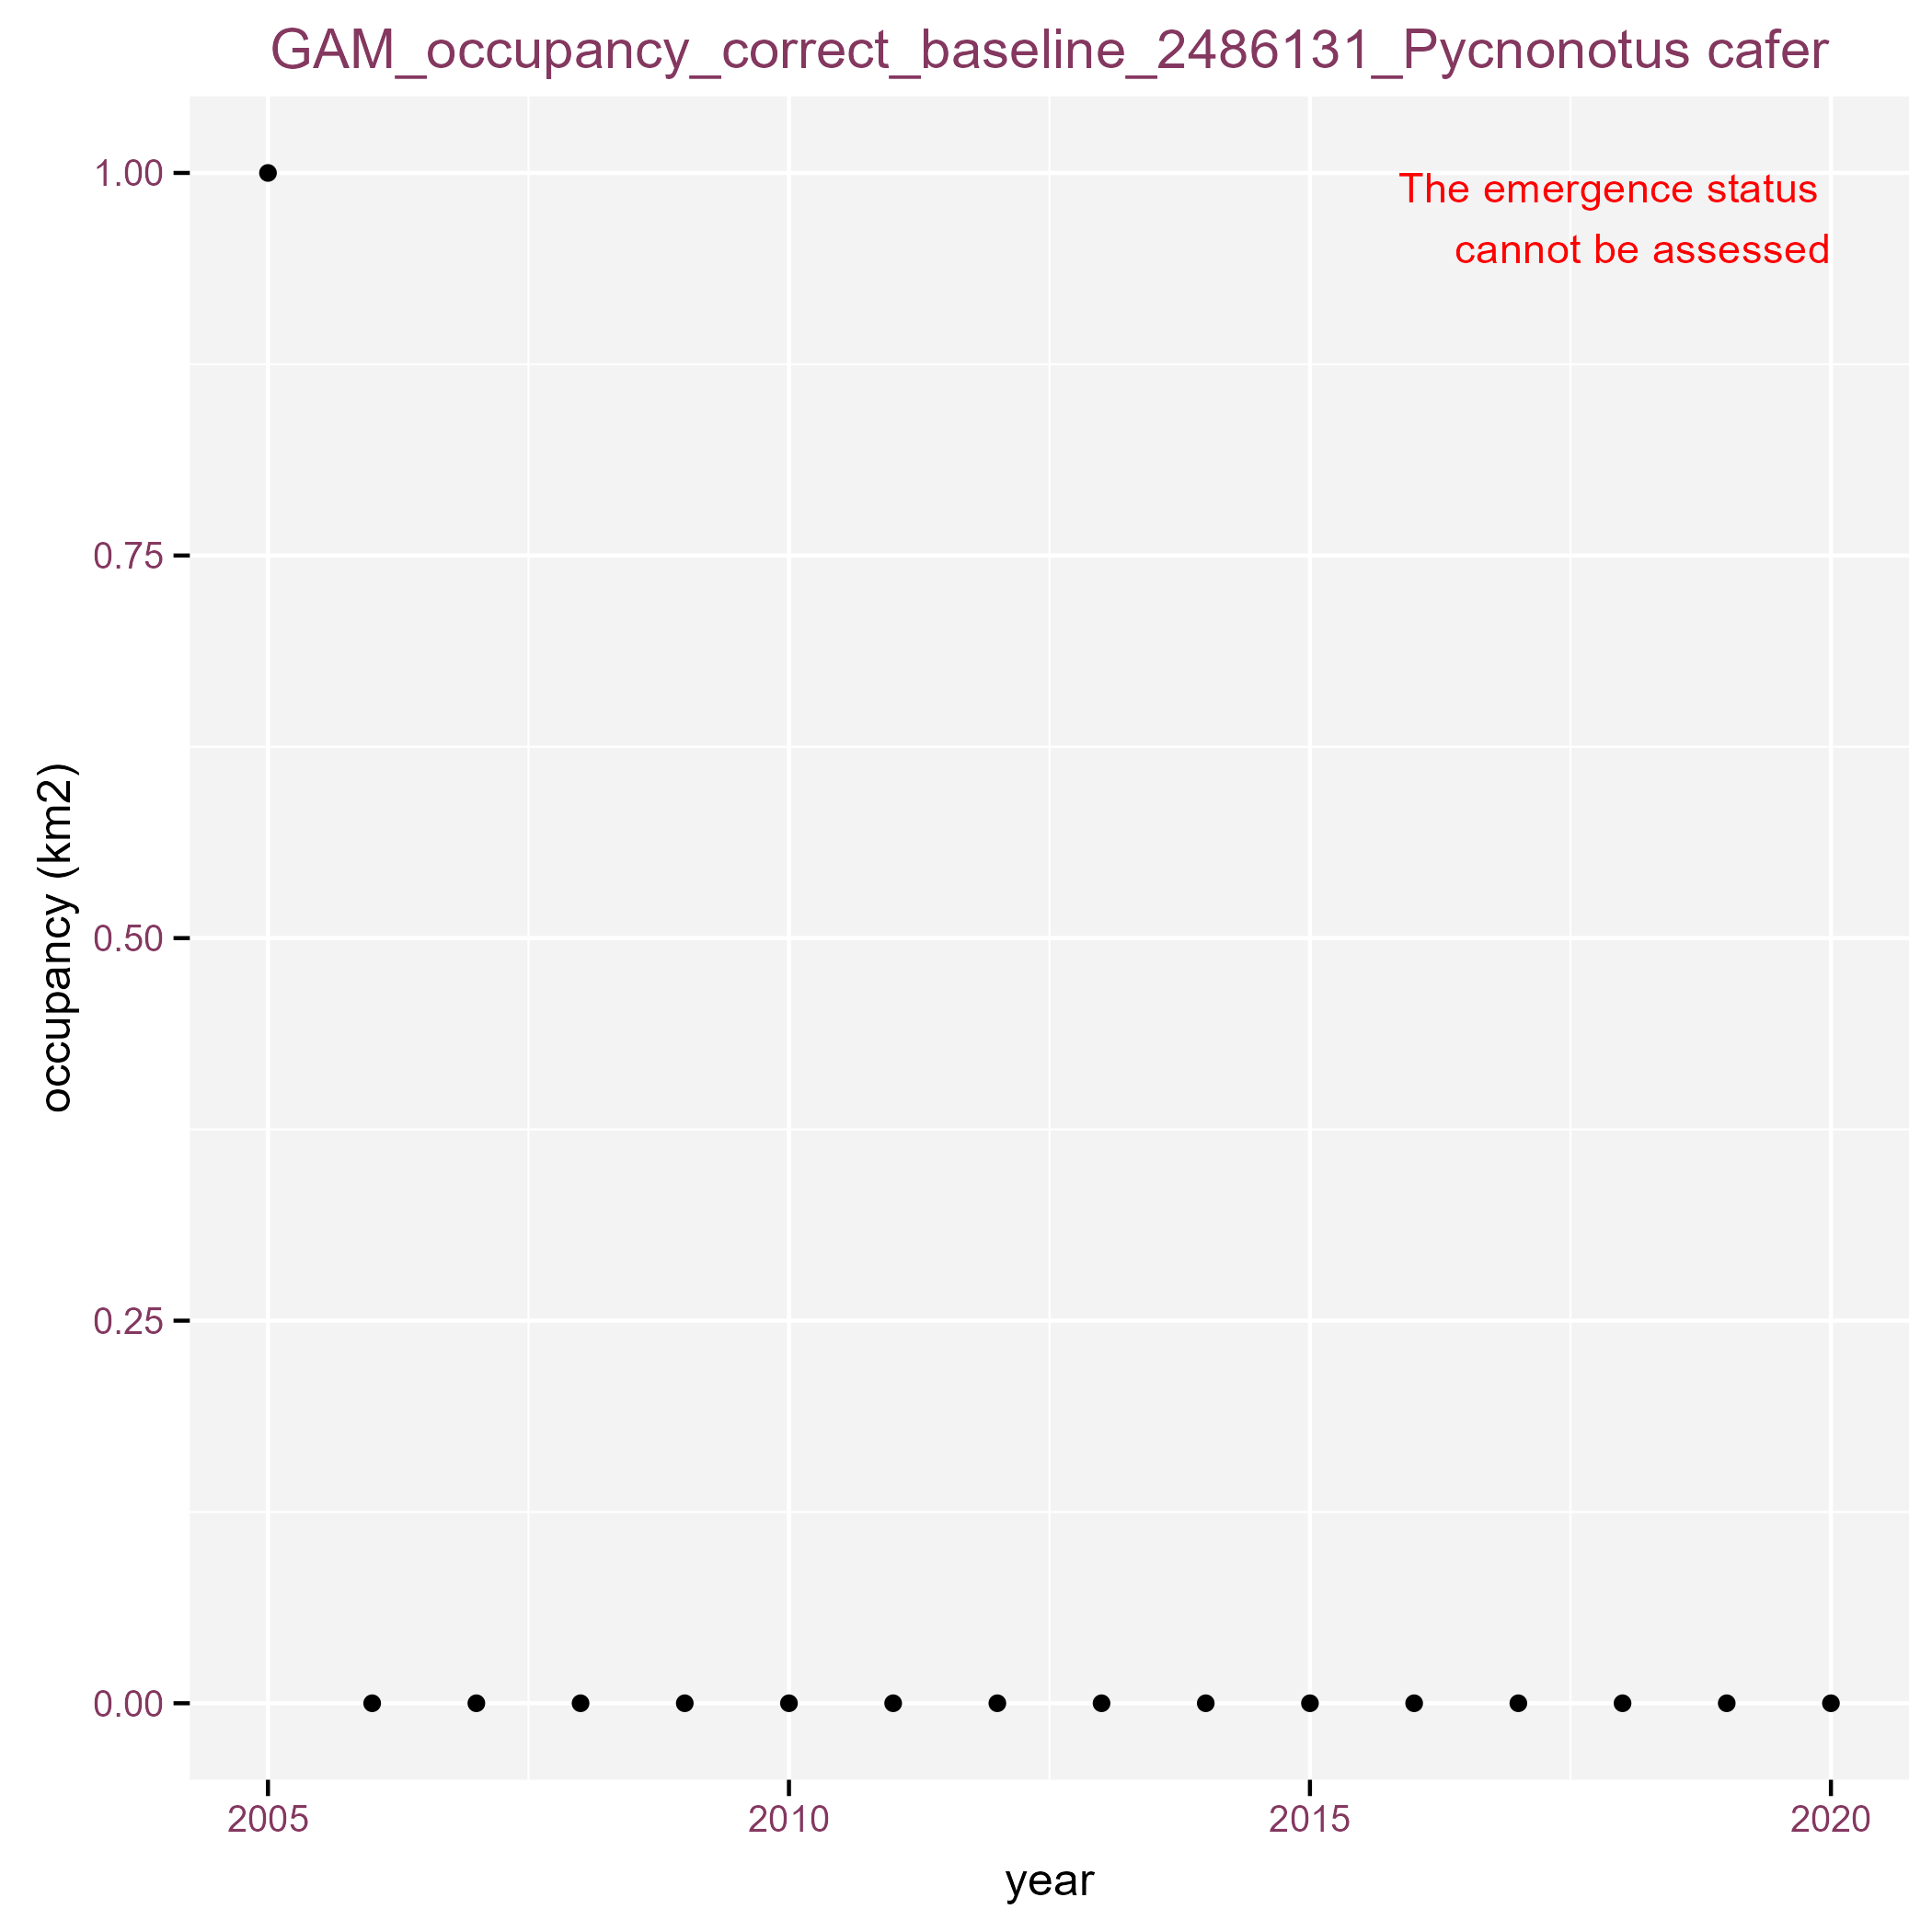 GAM_occupancy_correct_baseline_2486131_Pycnonotus cafer
1.00
The emergence status
cannot be assessed
0.75
occupancy (km2)
0.50
0.25
0.00
2005 2010 2015 2020
year